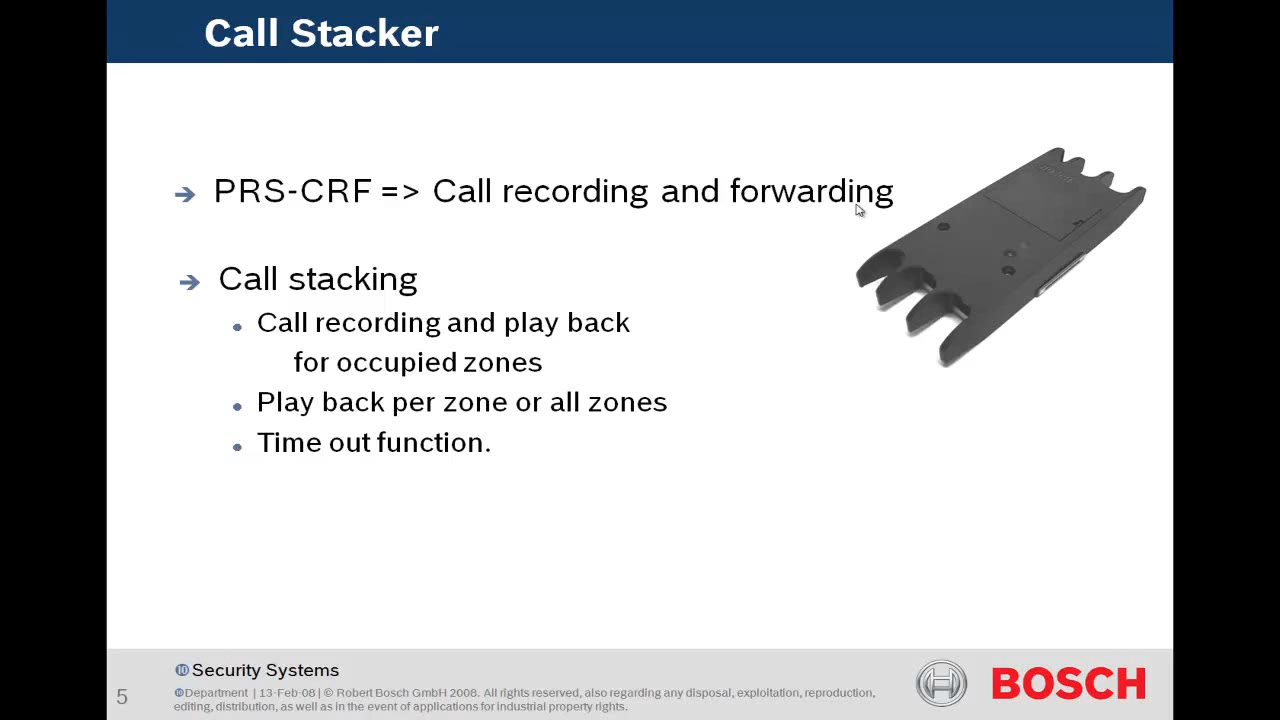 Call Stacker
PRS-CRF => Call recording and forwarding
Call stacking
Call recording and play back
for occupied zones
Play back per zone or all zones
Time out function.
Security Systems
Department | 13-Feb-08 | © Robert Bosch GmbH 2008. All rights reserved, also regarding any disposal, exploitation, reproduction,
editing, distribution, as well as in the event of applications for industrial property rights.
5
BOSCH